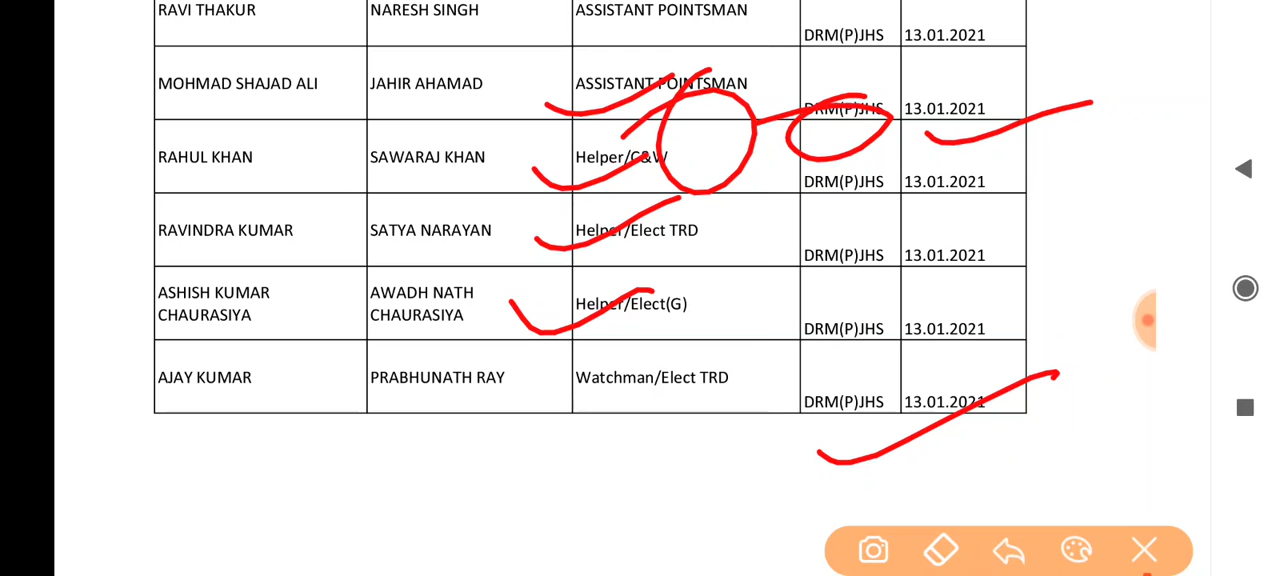 RAVI THAKUR NARESH SINGH ASSISTANT POINTSMAN DRM(P)JHS 13.01.2021
MOHMAD SHAJAD ALI JAHIR AHAMAD ASSISTANT POINTSMAN DRM(P)JHS 13.01.2021
RAHUL KHAN SAWARAJ KHAN Helper/C&W DRM(P)JHS 13.01.2021
RAVINDRA KUMAR SATYA NARAYAN Helper/Elect TRD DRM(P)JHS 13.01.2021
ASHISH KUMAR AWADH NATH
CHAURASIYA CHAURASIYA Helper/Elect(G) DRM(P)JHS 13.01.2021
AJAY KUMAR PRABHUNATH RAY Watchman/Elect TRD DRM(P)JHS 13.01.2021